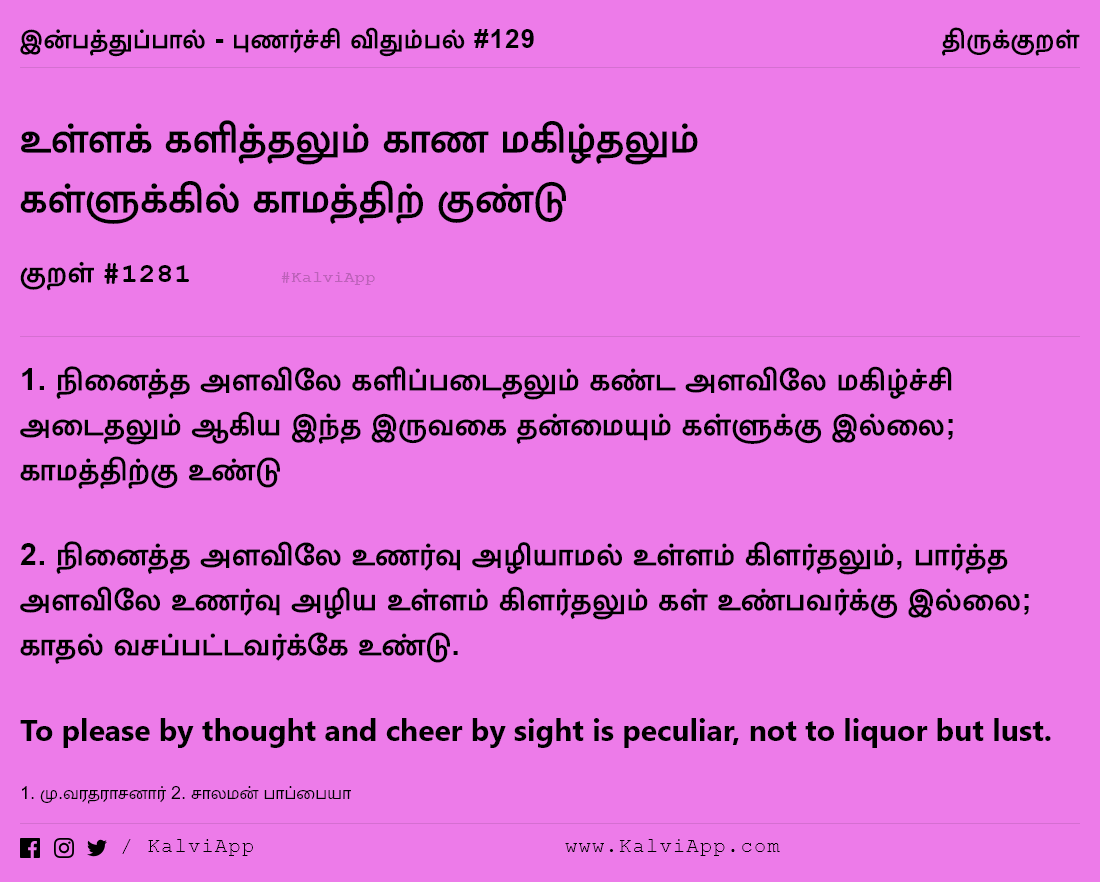 இன்பத்துப்பால் - புணர்ச்சி விதும்பல் #129
திருக்குறள்
உள்ளக் களித்தலும் காண மகிழ்தலும்
கள்ளுக்கில் காமத்திற் குண்டு
குறள் #1281
#KalviApp
1. நினைத்த அளவிலே களிப்படைதலும் கண்ட அளவிலே மகிழ்ச்சி
அடைதலும் ஆகிய இந்த இருவகை தன்மையும் கள்ளுக்கு இல்லை;
காமத்திற்கு உண்டு
2. நினைத்த அளவிலே உணர்வு அழியாமல் உள்ளம் கிளர்தலும், பார்த்த
அளவிலே உணர்வு அழிய உள்ளம் கிளர்தலும் கள் உண்பவர்க்கு இல்லை;
காதல் வசப்பட்டவர்க்கே உண்டு.
To please by thought and cheer by sight is peculiar, not to liquor but lust.
1. மு.வரதராசனார் 2. சாலமன் பாப்பையா
/ KalviApp
www.KalviApp.com